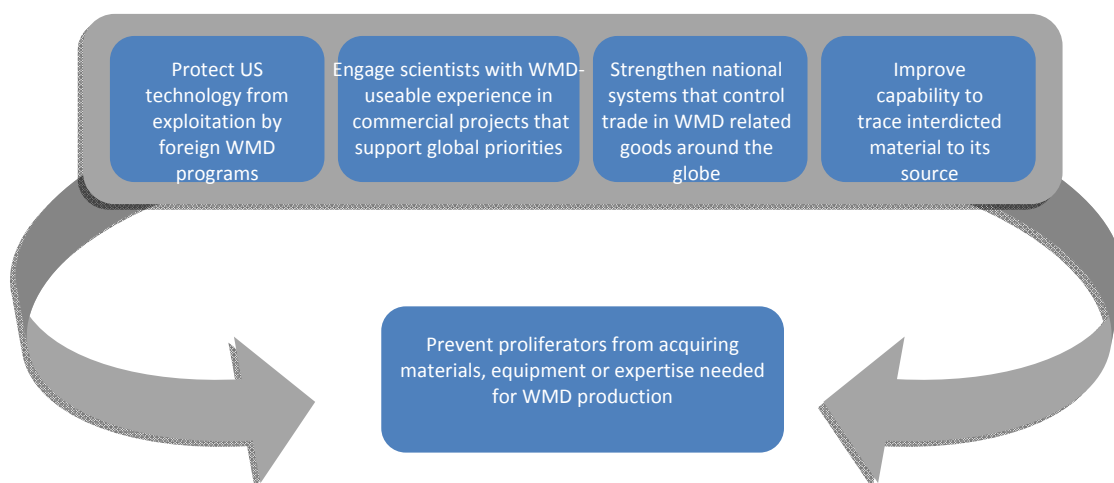 Protect US
technology from
exploitation by
foreign WMD
programs
Engage scientists with WMD-
useable experience in
commercial projects that
support global priorities
Strengthen national
systems that control
trade in WMD related
goods around the
globe
Improve
capability to
trace interdicted
material to its
source
Prevent proliferators from acquiring
materials, equipment or expertise needed
for WMD production